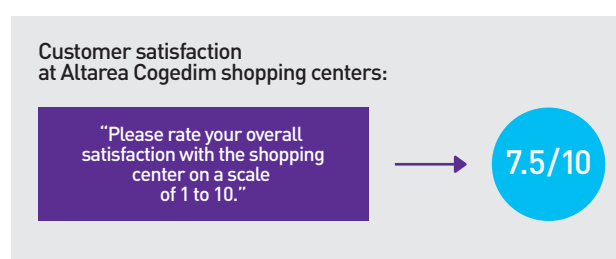 Customer satisfaction
at Altarea Cogedim shopping centers:
“Please rate your overall
satisfaction with the shopping
center on a scale
of 1 to 10.”
7.5/10